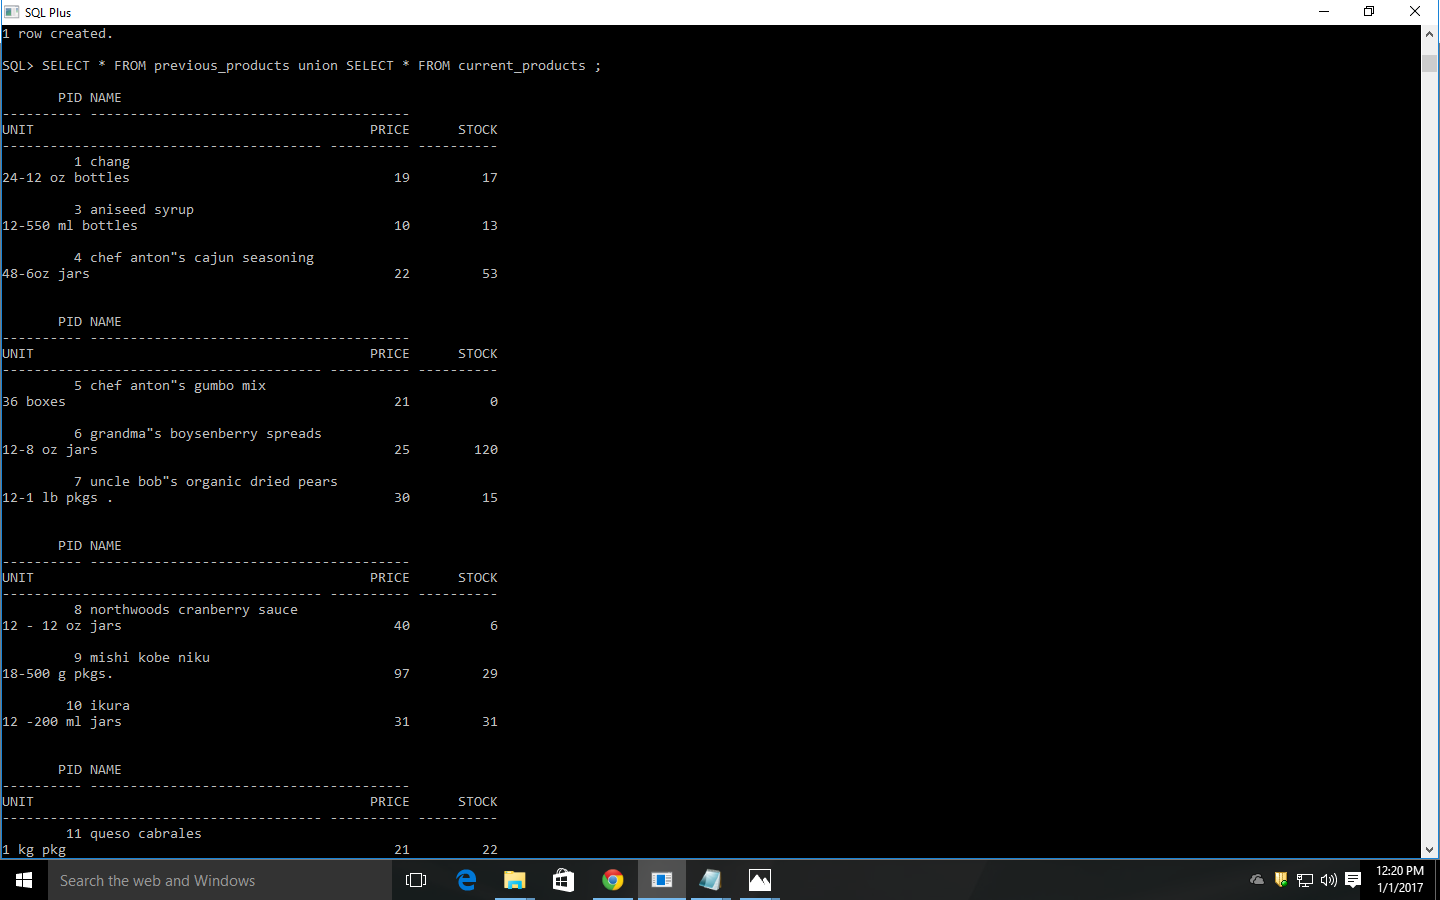 SQL Plus
1 row created.
SQL> SELECT * FROM previous_products union SELECT * FROM current_products ;
PID NAME
---------- ----------------------------------------
UNIT PRICE STOCK
---------------------------------------- ---------- ----------
1 chang
24-12 oz bottles 19 17
3 aniseed syrup
12-550 ml bottles 10 13
4 chef anton"s cajun seasoning
48-6oz jars 22 53
PID NAME
---------- ----------------------------------------
UNIT PRICE STOCK
---------------------------------------- ---------- ----------
5 chef anton"s gumbo mix
36 boxes 21 0
6 grandma"s boysenberry spreads
12-8 oz jars 25 120
7 uncle bob"s organic dried pears
12-1 lb pkgs . 30 15
PID NAME
---------- ----------------------------------------
UNIT PRICE STOCK
---------------------------------------- ---------- ----------
8 northwoods cranberry sauce
12 - 12 oz jars 40 6
9 mishi kobe niku
18-500 g pkgs. 97 29
10 ikura
12 -200 ml jars 31 31
PID NAME
---------- ----------------------------------------
UNIT PRICE STOCK
---------------------------------------- ---------- ----------
11 queso cabrales
1 kg pkg 21 22
Search the web and Windows
12:20 PM
1/1/2017